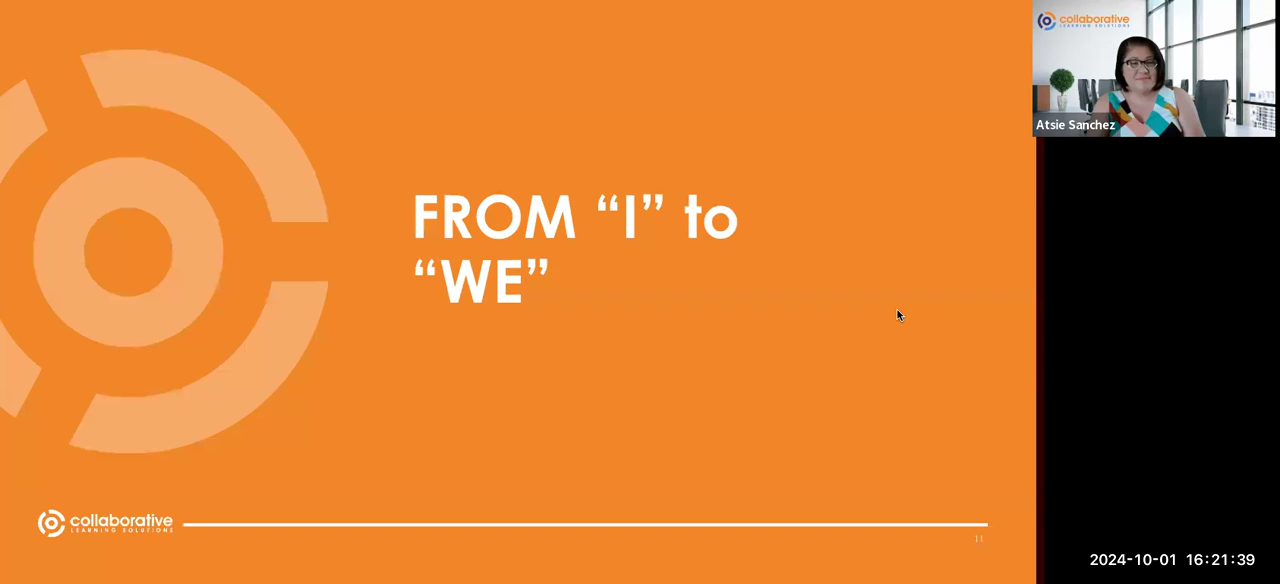 FROM “I” to
“WE”
collaborative
LEARNING SOLUTIONS
11
collaborative
LEARNING SOLUTIONS
Atsie Sanchez
2024-10-01 16:21:39